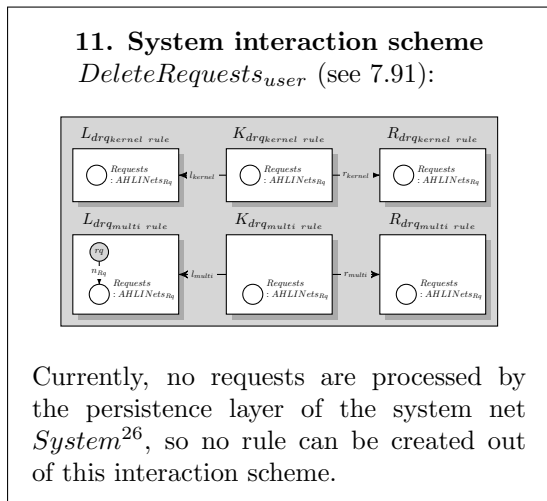 11. System interaction scheme
DeleteRequests_user (see 7.91):
L_drq_kernel rule K_drq_kernel rule R_drq_kernel rule
Requests l_kernel Requests r_kernel Requests
: AHLINets_Rq : AHLINets_Rq : AHLINets_Rq
L_drq_multi rule K_drq_multi rule R_drq_multi rule
rq
n_Rq l_multi r_multi
Requests Requests Requests
: AHLINets_Rq : AHLINets_Rq : AHLINets_Rq
Currently, no requests are processed by
the persistence layer of the system net
System^26, so no rule can be created out
of this interaction scheme.